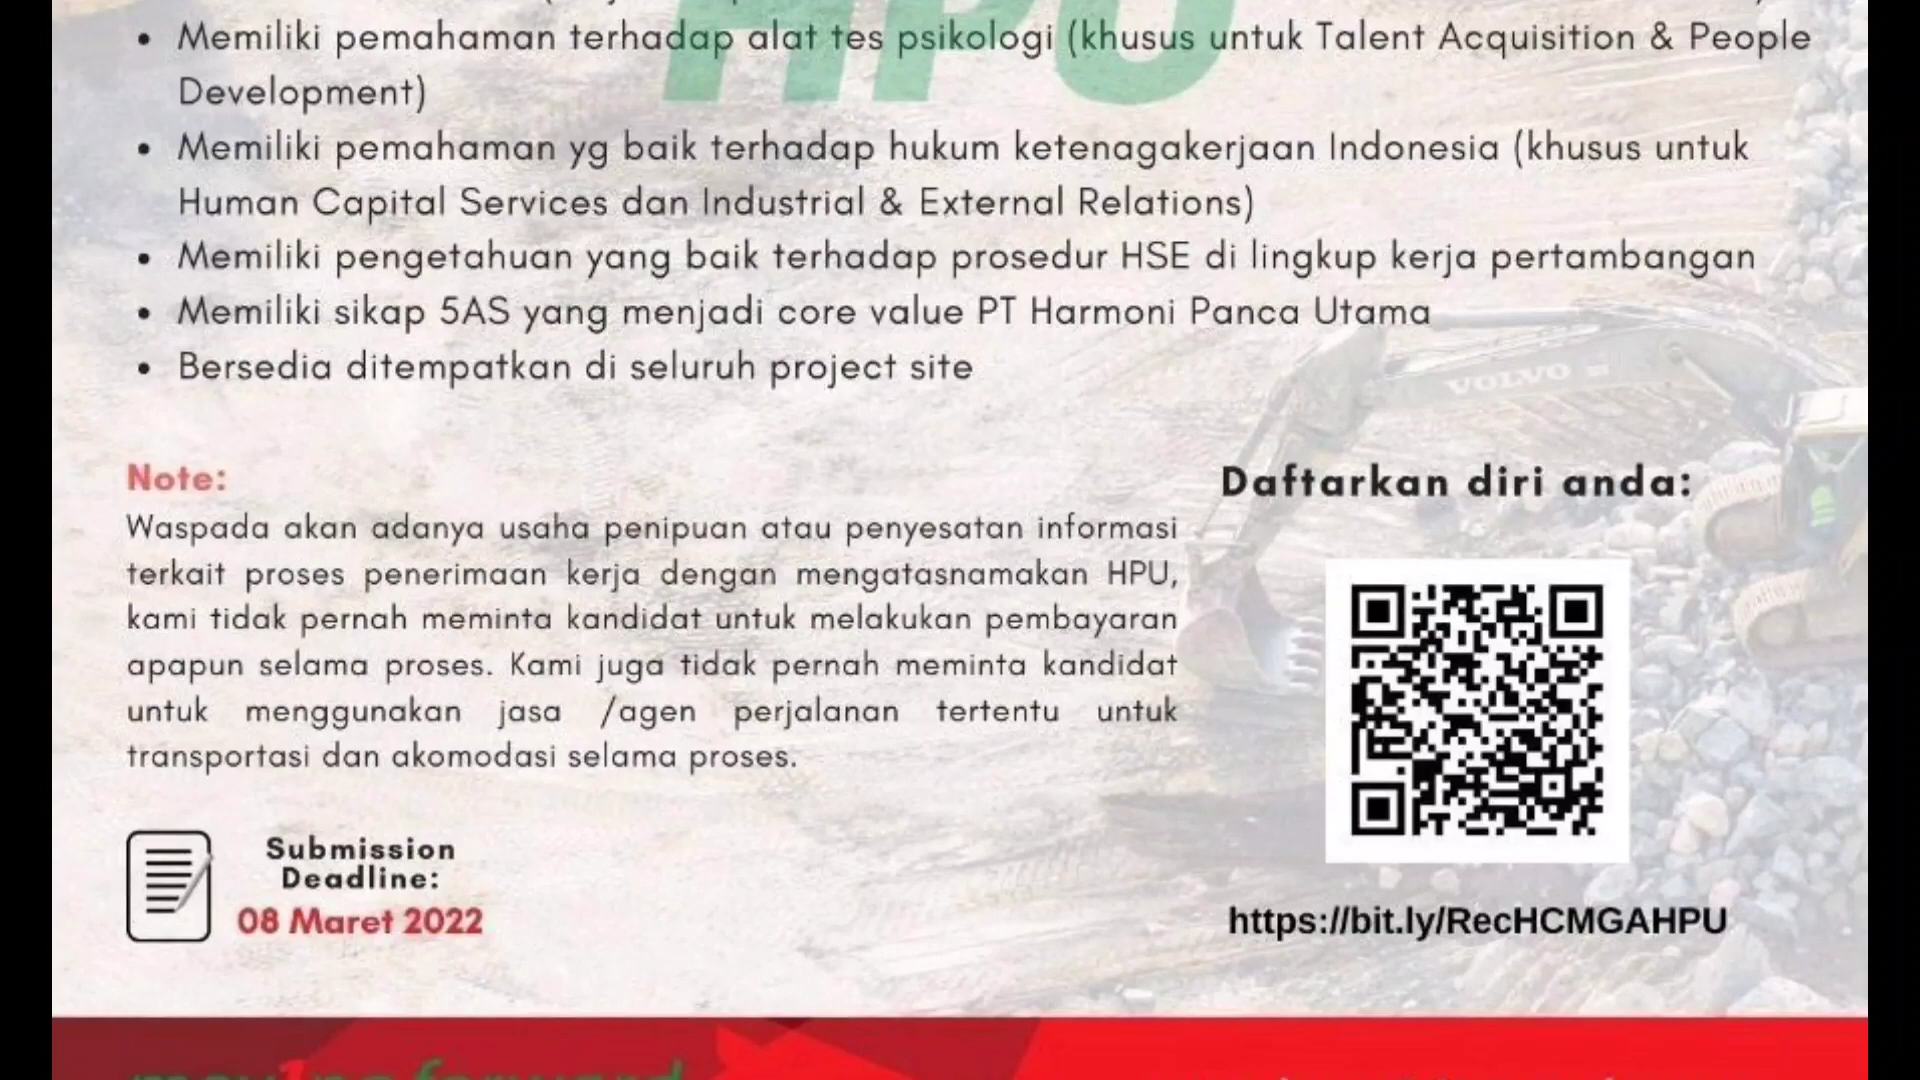 HPU
• Memiliki pemahaman terhadap alat tes psikologi (khusus untuk Talent Acquisition & People
Development)
• Memiliki pemahaman yg baik terhadap hukum ketenagakerjaan Indonesia (khusus untuk
Human Capital Services dan Industrial & External Relations)
• Memiliki pengetahuan yang baik terhadap prosedur HSE di lingkup kerja pertambangan
• Memiliki sikap 5AS yang menjadi core value PT Harmoni Panca Utama
• Bersedia ditempatkan di seluruh project site
VOLVO
Note:
Waspada akan adanya usaha penipuan atau penyesatan informasi
terkait proses penerimaan kerja dengan mengatasnamakan HPU,
kami tidak pernah meminta kandidat untuk melakukan pembayaran
apapun selama proses. Kami juga tidak pernah meminta kandidat
untuk menggunakan jasa /agen perjalanan tertentu untuk
transportasi dan akomodasi selama proses.
Daftarkan diri anda:
Submission
Deadline:
08 Maret 2022
https://bit.ly/RecHCMGAHPU